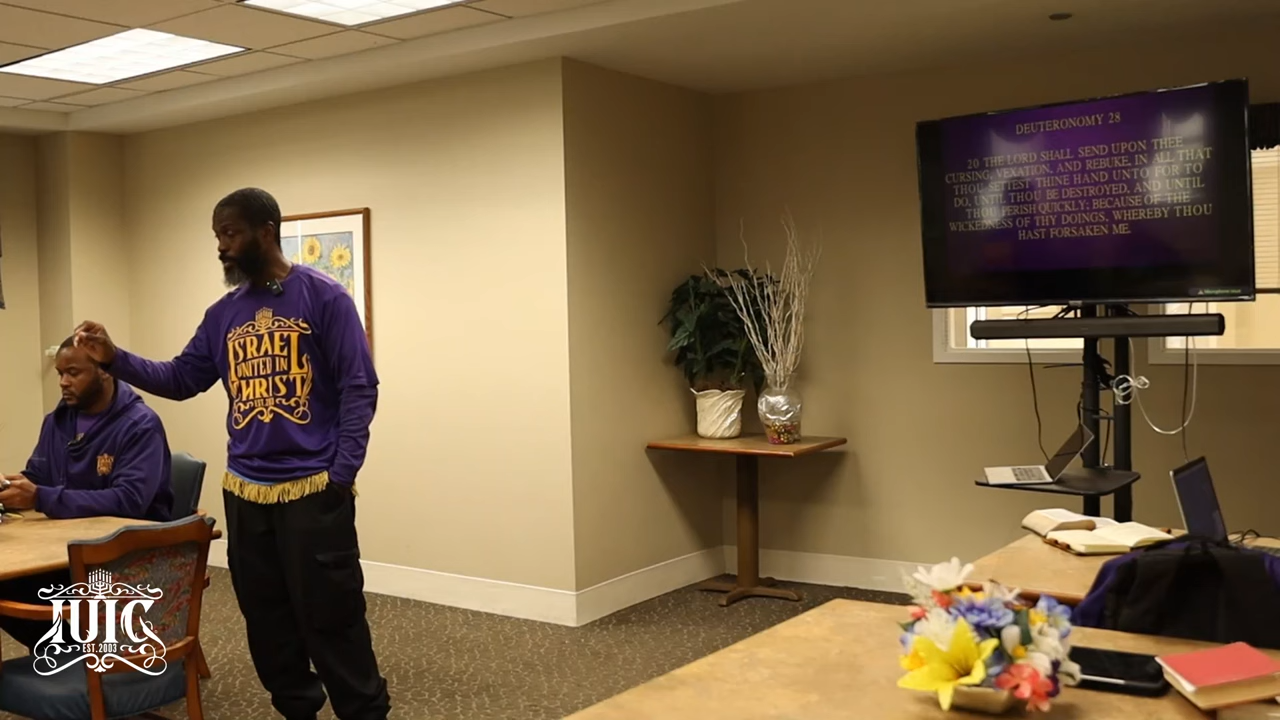 DEUTERONOMY 28
20 THE LORD SHALL SEND UPON THEE
CURSING, VEXATION, AND REBUKE, IN ALL THAT
THOU SETTEST THINE HAND UNTO FOR TO
DO, UNTIL THOU BE DESTROYED, AND UNTIL
THOU PERISH QUICKLY; BECAUSE OF THE
WICKEDNESS OF THY DOINGS, WHEREBY THOU
HAST FORSAKEN ME.
ISRAEL
UNITED IN
CHRIST
IUIC
EST. 2003